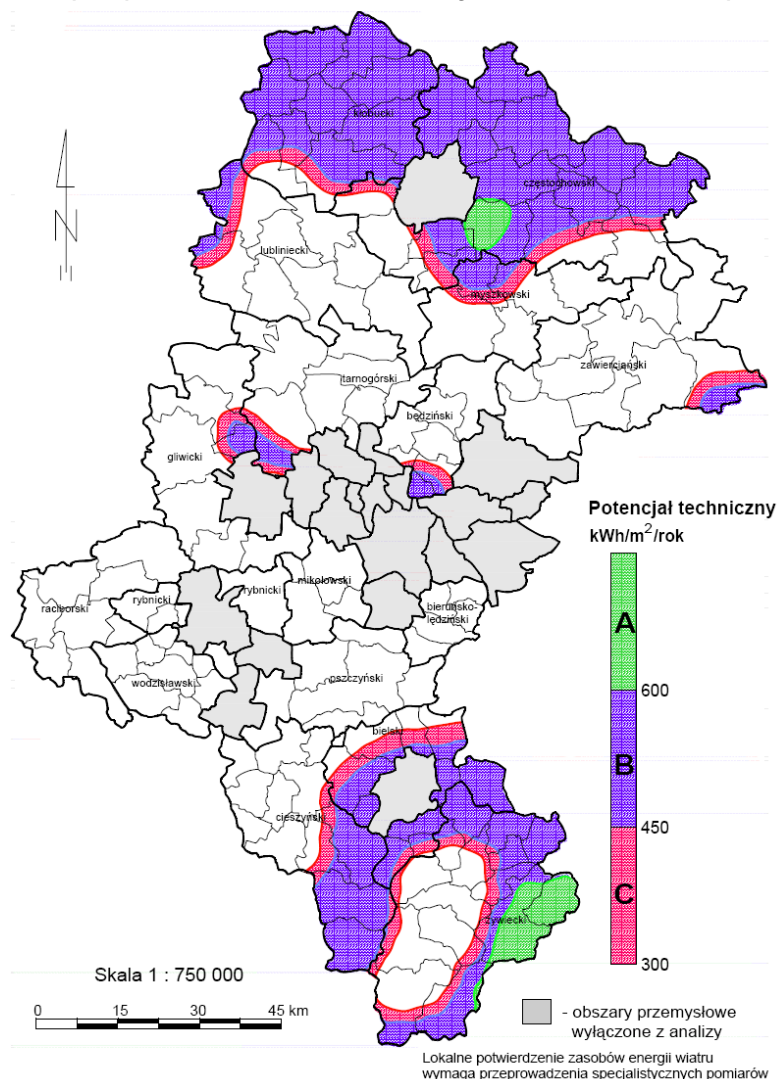 kłobucki
częstochowski
lubliniecki
myszkowski
zawierciański
tarnogórski
będziński
gliwicki
mikołowski
rybnicki
rybnicki
raciborski
bieruńsko-
lędziński
wodzisławski
pszczyński
bielski
cieszyński
żywiecki
N
Potencjał techniczny
kWh/m²/rok
A
600
B
450
C
300
Skala 1 : 750 000
0 15 30 45 km
- obszary przemysłowe
wyłączone z analizy
Lokalne potwierdzenie zasobów energii wiatru
wymaga przeprowadzenia specjalistycznych pomiarów